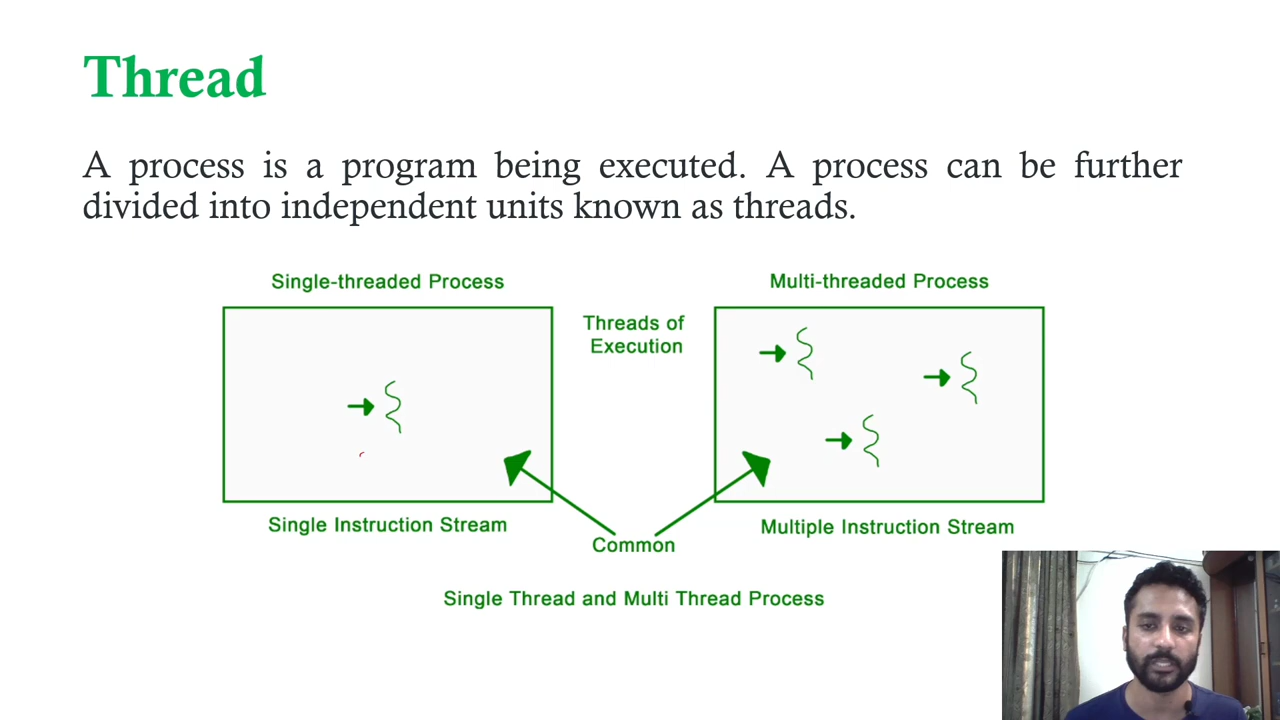 Thread
A process is a program being executed. A process can be further
divided into independent units known as threads.
Single-threaded Process
Multi-threaded Process
Threads of
Execution
Single Instruction Stream
Multiple Instruction Stream
Common
Single Thread and Multi Thread Process